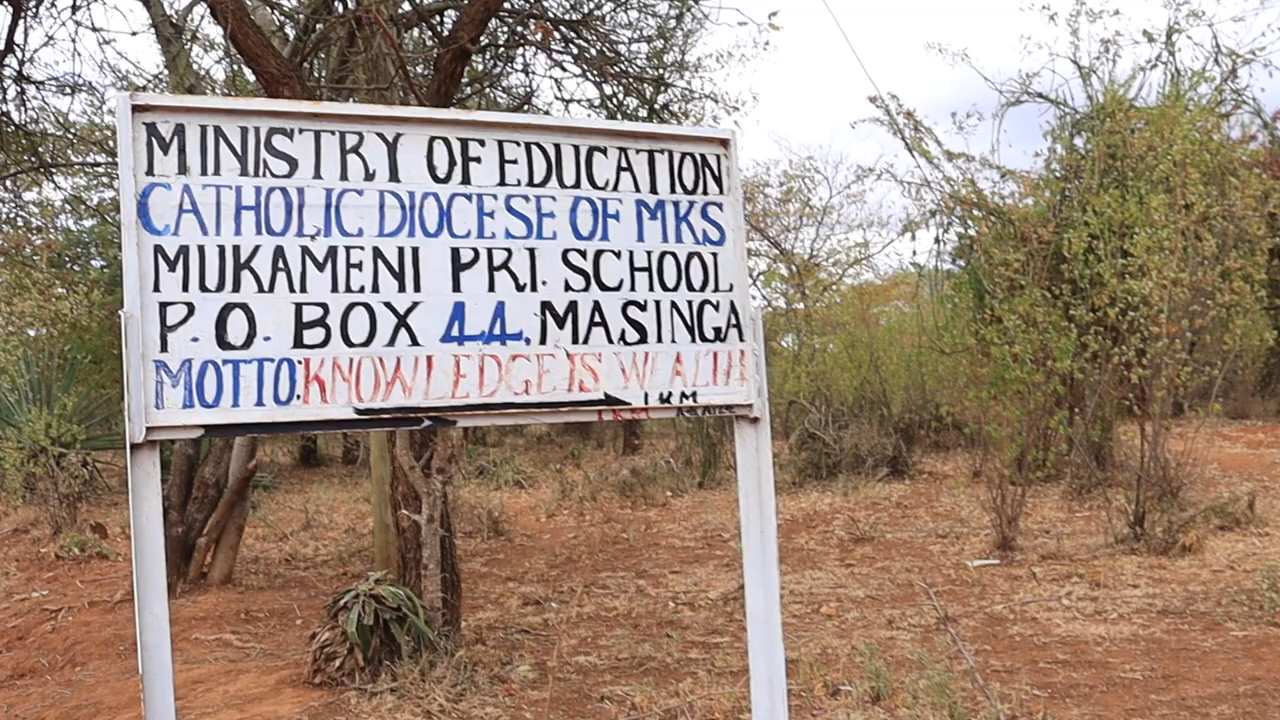 MINISTRY OF EDUCATION
CATHOLIC DIOCESE OF MKS
MUKAMENI PRI. SCHOOL
P.O. BOX 44, MASINGA
MOTTO: KNOWLEDGE IS WEALTH
1KM